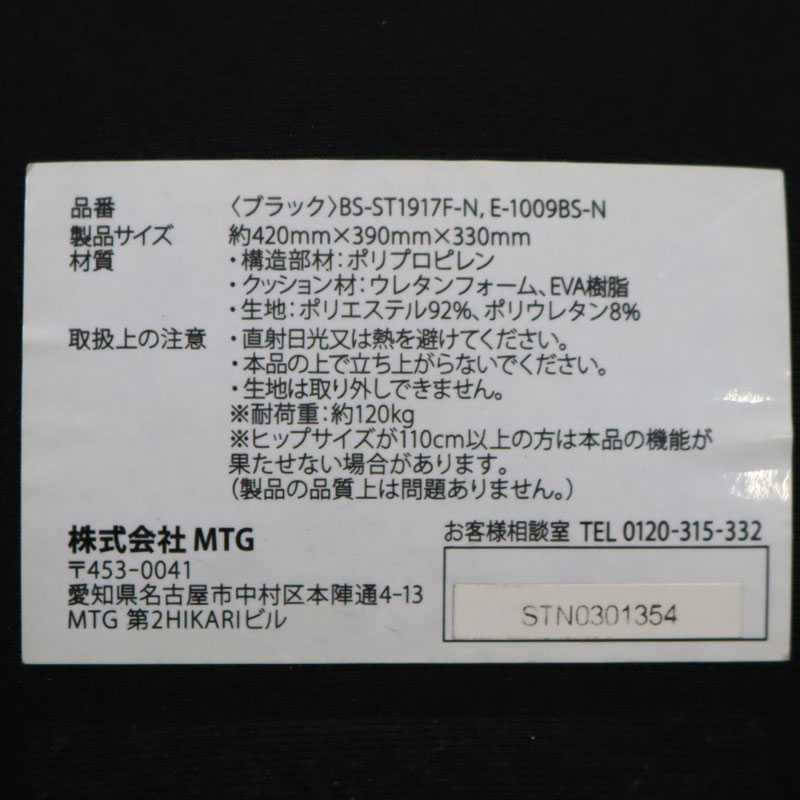 品番 〈ブラック〉BS-ST1917F-N, E-1009BS-N
製品サイズ 約420mm×390mm×330mm
材質 ・構造部材：ポリプロピレン
・クッション材：ウレタンフォーム、EVA樹脂
・生地：ポリエステル92%、ポリウレタン8%
取扱上の注意 ・直射日光又は熱を避けてください。
・本品の上で立ち上がらないでください。
・生地は取り外しできません。
※耐荷重：約120kg
※ヒップサイズが110cm以上の方は本品の機能が
果たせない場合があります。
（製品の品質上は問題ありません。）
株式会社 MTG
〒453-0041
愛知県名古屋市中村区本陣通4-13
MTG 第2HIKARIビル
お客様相談室 TEL 0120-315-332
STN0301354